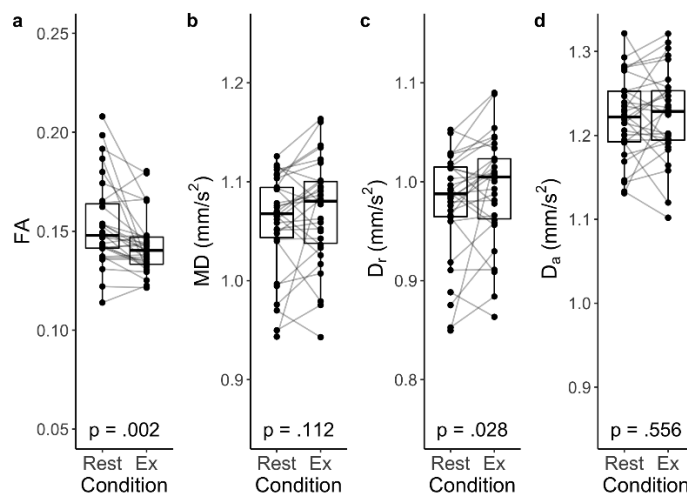 a
FA
0.25
0.20
0.15
0.10
0.05
p = .002
Rest Ex
Condition
b
MD (mm/s²)
1.2
1.1
1.0
0.9
p = .112
Rest Ex
Condition
c
Dᵣ (mm/s²)
1.1
1.0
0.9
0.8
p = .028
Rest Ex
Condition
d
Dₐ (mm/s²)
1.3
1.2
1.1
1.0
0.9
p = .556
Rest Ex
Condition